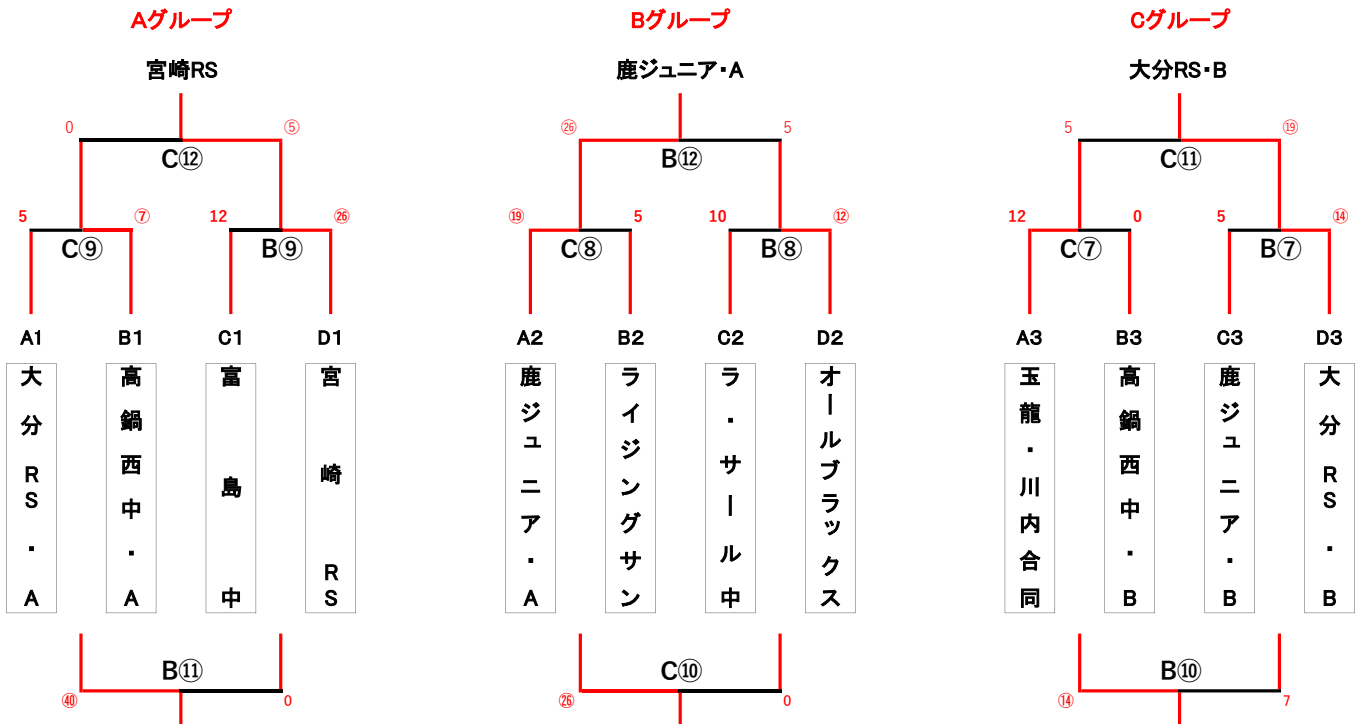 Aグループ Bグループ Cグループ
宮崎RS 鹿ジュニア・A 大分RS・B
0 ⑤ ㉖ 5 5 ⑲
C⑫ B⑫ C⑪
5 ⑦ 12 ㉖ ⑲ 5 10 ⑫ 12 0 5 ⑭
C⑨ B⑨ C⑧ B⑧ C⑦ B⑦
A1 B1 C1 D1 A2 B2 C2 D2 A3 B3 C3 D3
大分RS・A
高鍋西中・A
富島中
宮崎RS
鹿ジュニア・A
ライジングサン
ラ・サール中
オールブラックス
玉龍・川内合同
高鍋西中・B
鹿ジュニア・B
大分RS・B
B⑪ C⑩ B⑩
㊵ 0 ㉖ 0 ⑭ 7